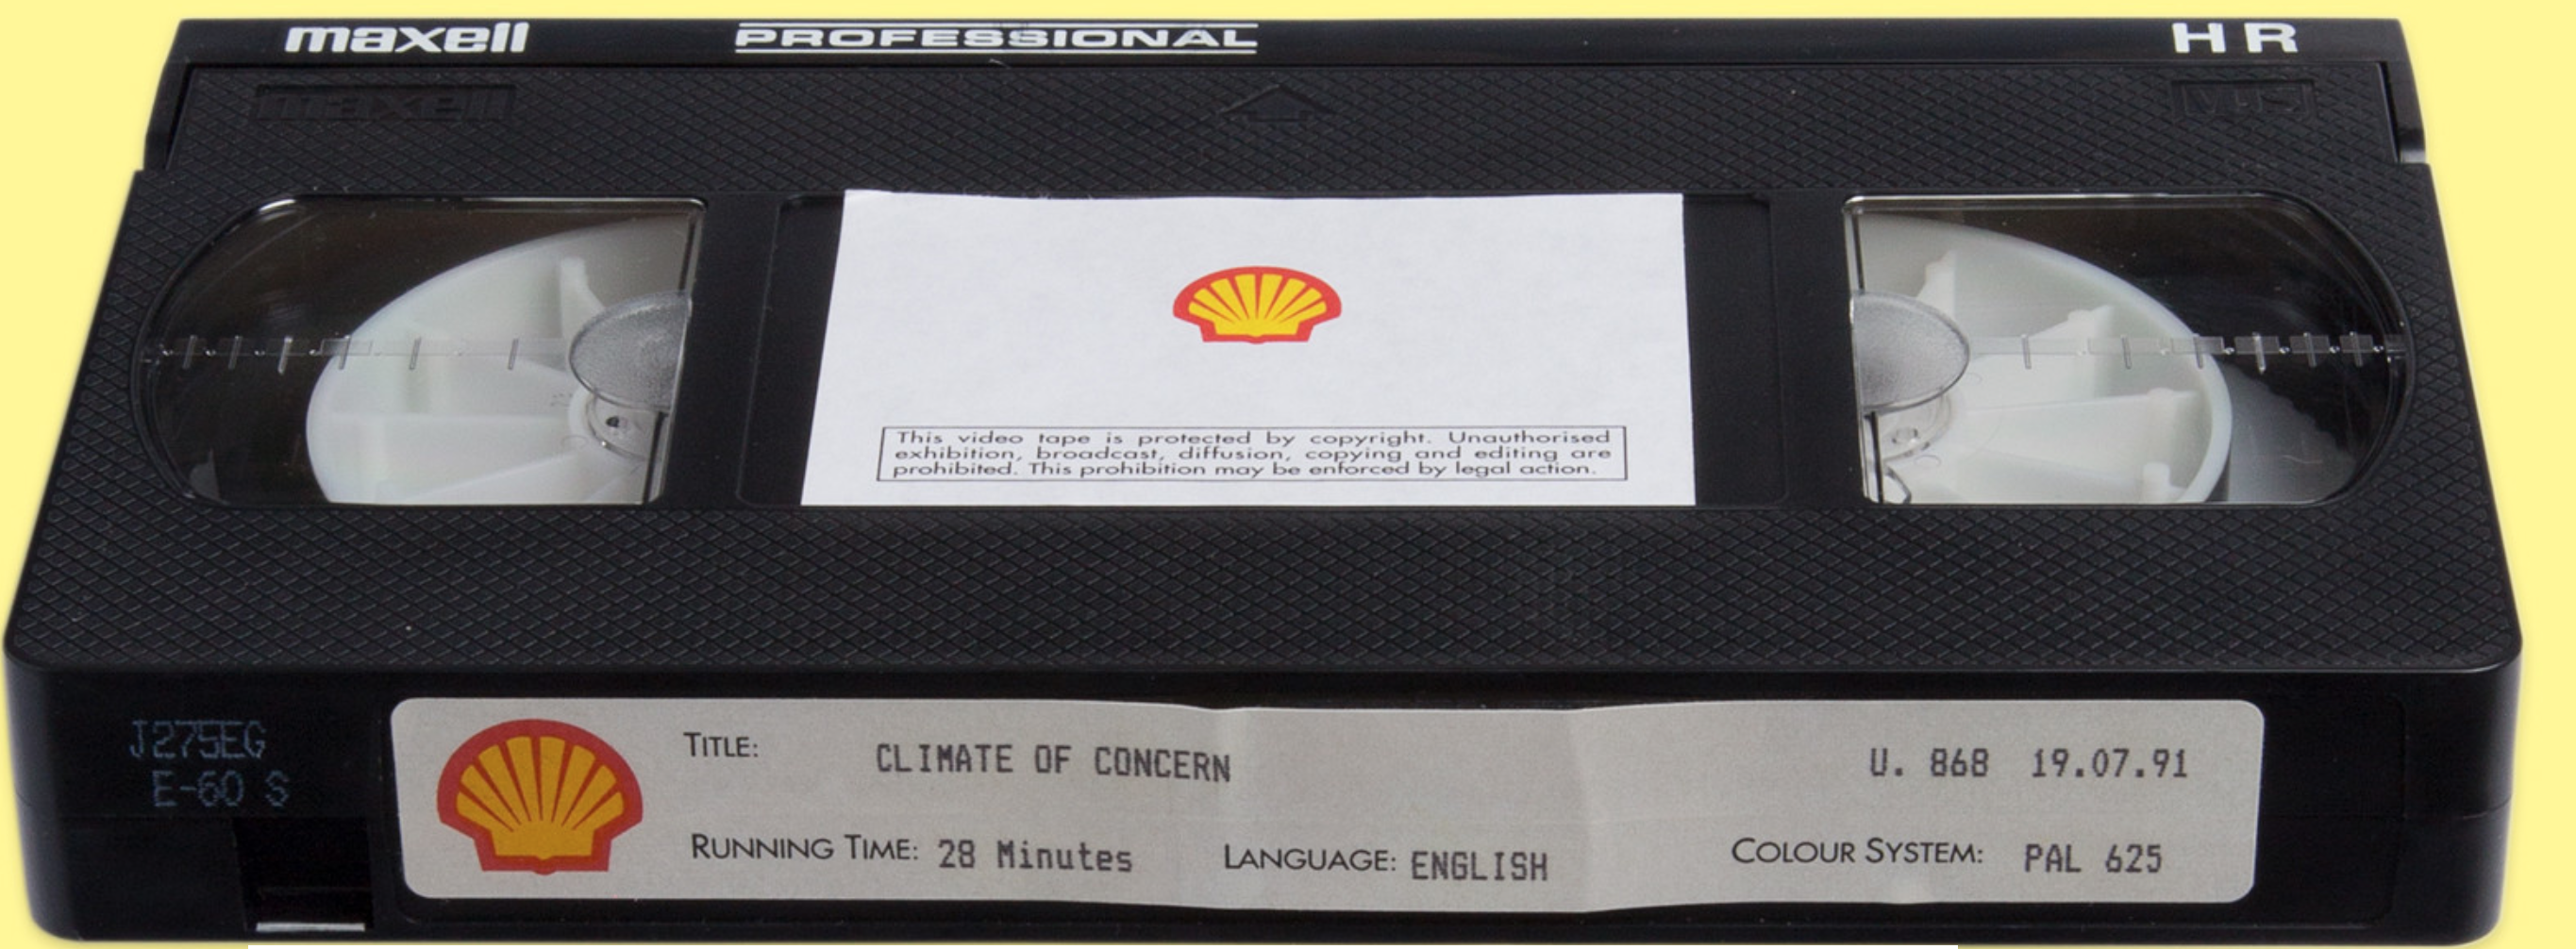 maxell PROFESSIONAL HR
maxell VHS
This video tape is protected by copyright. Unauthorised
exhibition, broadcast, diffusion, copying and editing are
prohibited. This prohibition may be enforced by legal action.
J275EG
E-60 S
TITLE: CLIMATE OF CONCERN U. 868 19.07.91
RUNNING TIME: 28 Minutes LANGUAGE: ENGLISH COLOUR SYSTEM: PAL 625